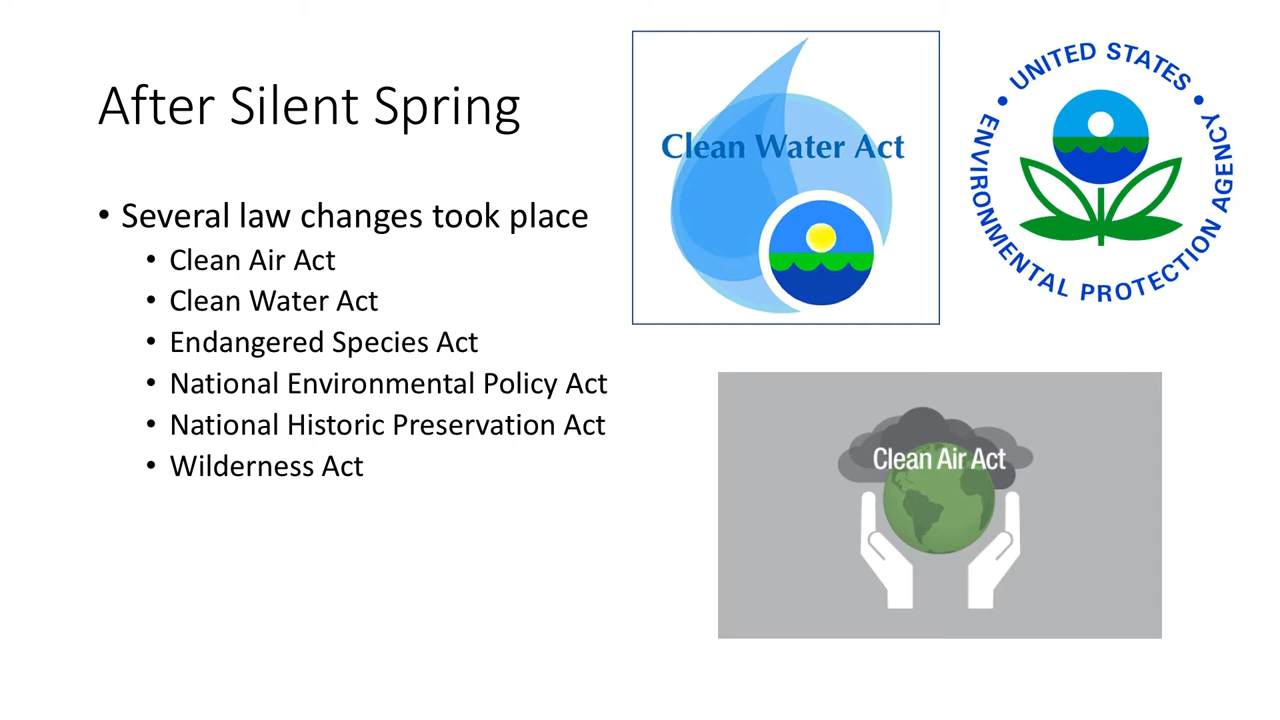 After Silent Spring
• Several law changes took place
• Clean Air Act
• Clean Water Act
• Endangered Species Act
• National Environmental Policy Act
• National Historic Preservation Act
• Wilderness Act
Clean Water Act
UNITED STATES
ENVIRONMENTAL PROTECTION AGENCY
Clean Air Act